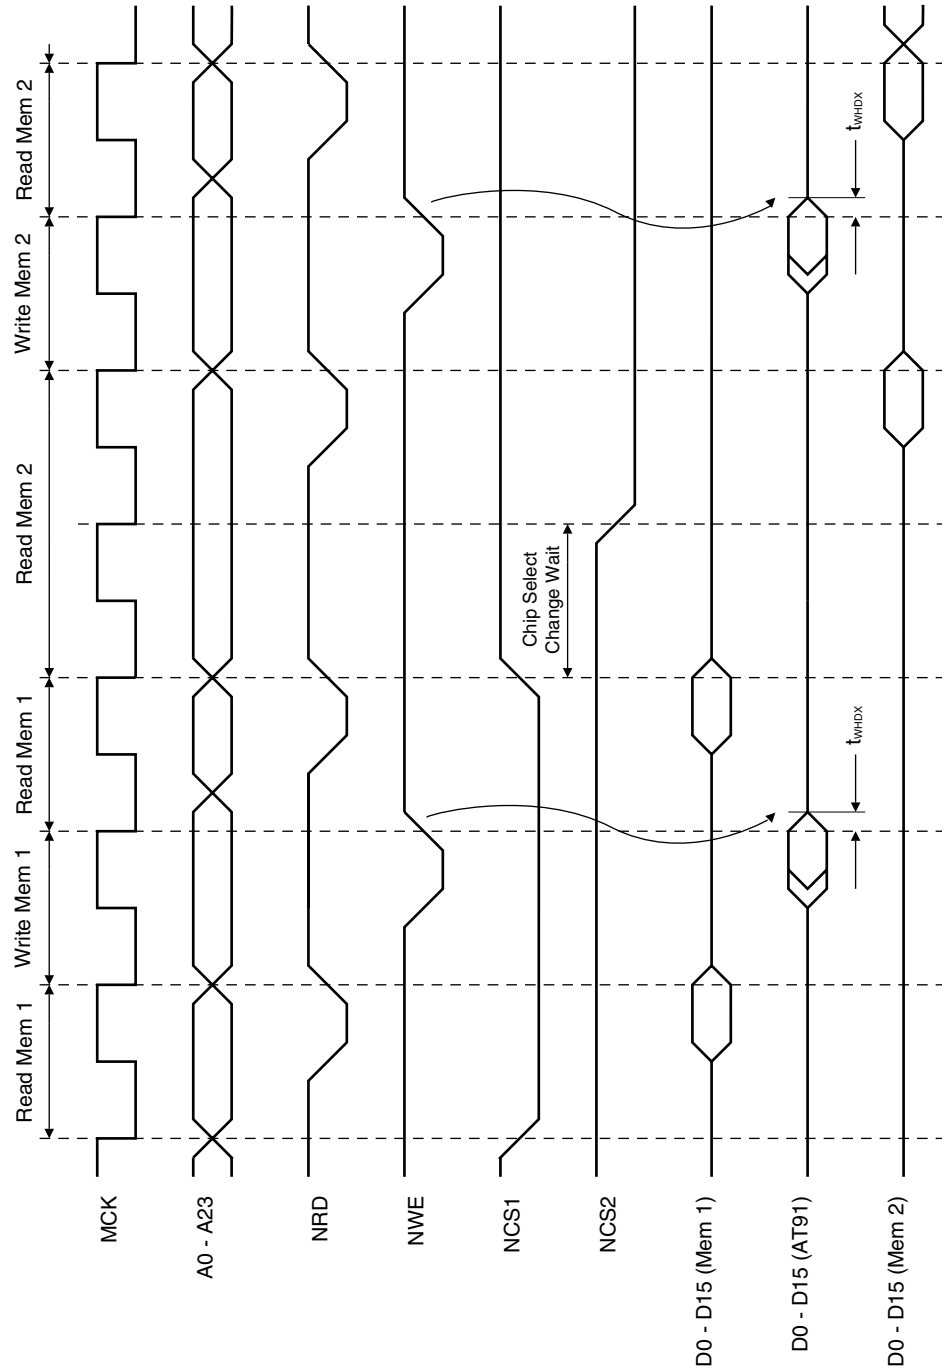 Read Mem 1
Write Mem 1
Read Mem 1
Read Mem 2
Write Mem 2
Read Mem 2
MCK
A0 - A23
NRD
NWE
NCS1
Chip Select
Change Wait
NCS2
D0 - D15 (Mem 1)
D0 - D15 (AT91)
tWHDX
tWHDX
D0 - D15 (Mem 2)